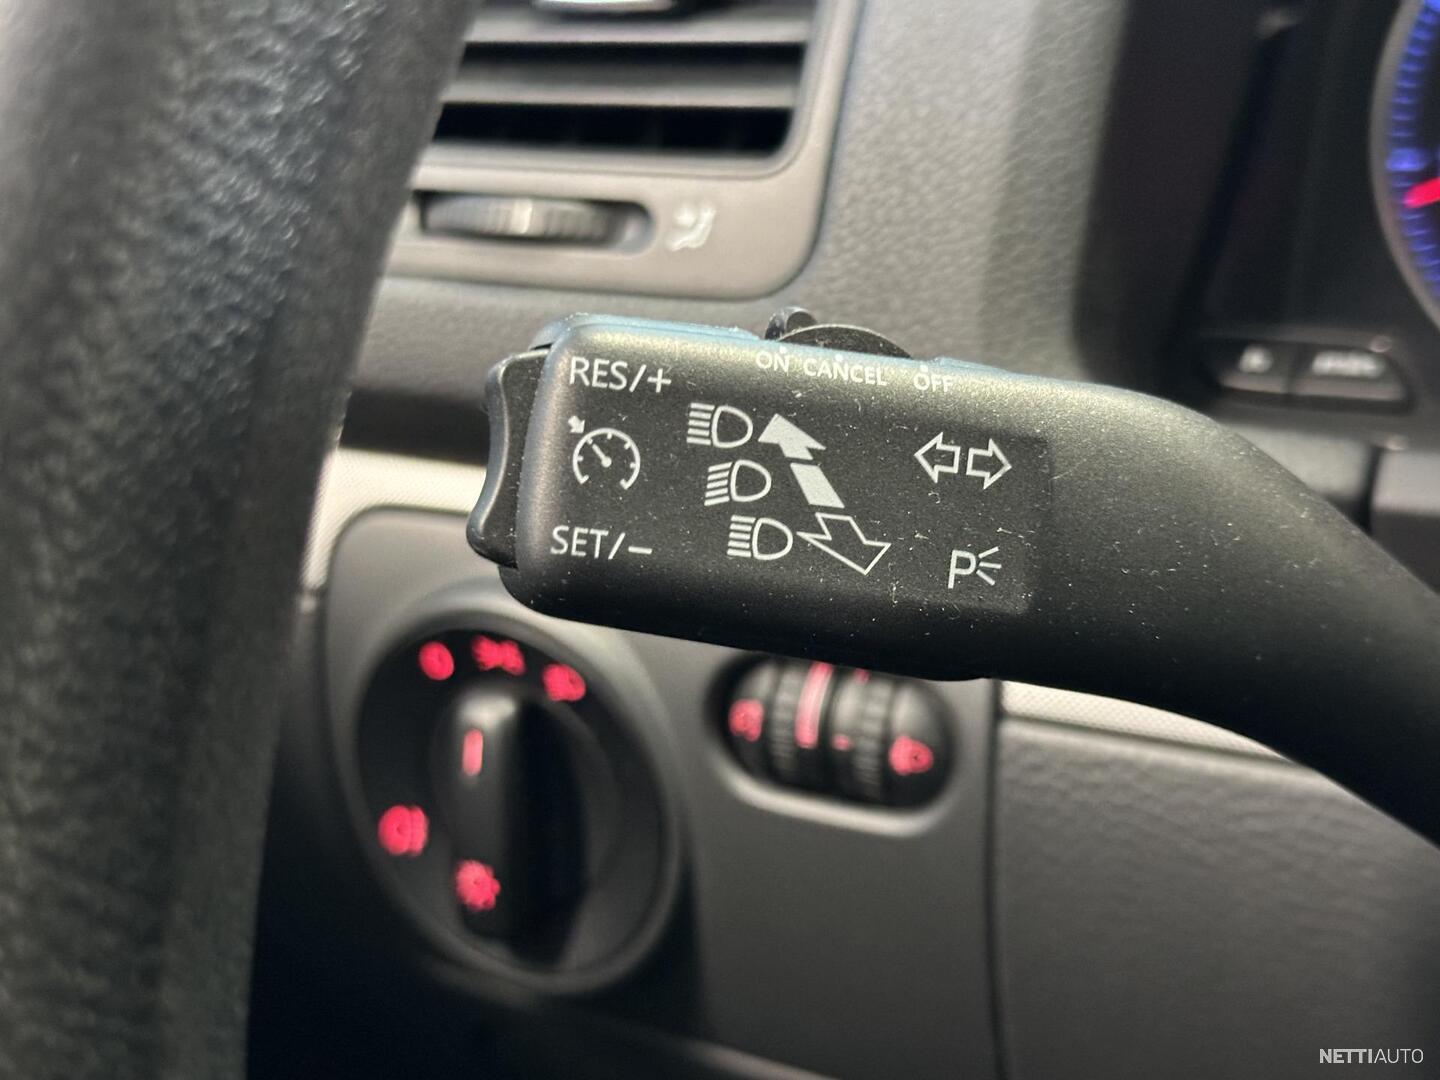 RES/+
ON CANCEL OFF
SET/−
P
NETTIAUTO